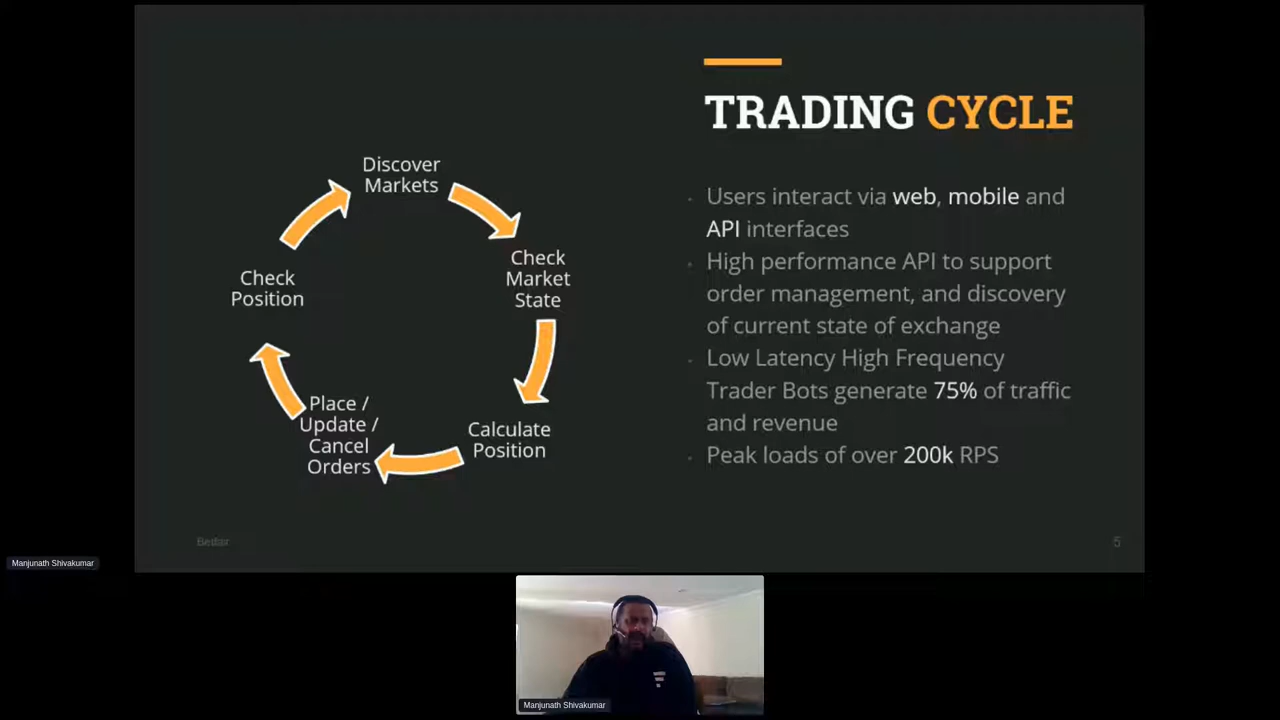 TRADING CYCLE
Discover
Markets
Check
Market
State
Calculate
Position
Place /
Update /
Cancel
Orders
Check
Position
Users interact via web, mobile and
API interfaces
High performance API to support
order management, and discovery
of current state of exchange
Low Latency High Frequency
Trader Bots generate 75% of traffic
and revenue
Peak loads of over 200k RPS
Betfair
5
Manjunath Shivakumar
Manjunath Shivakumar